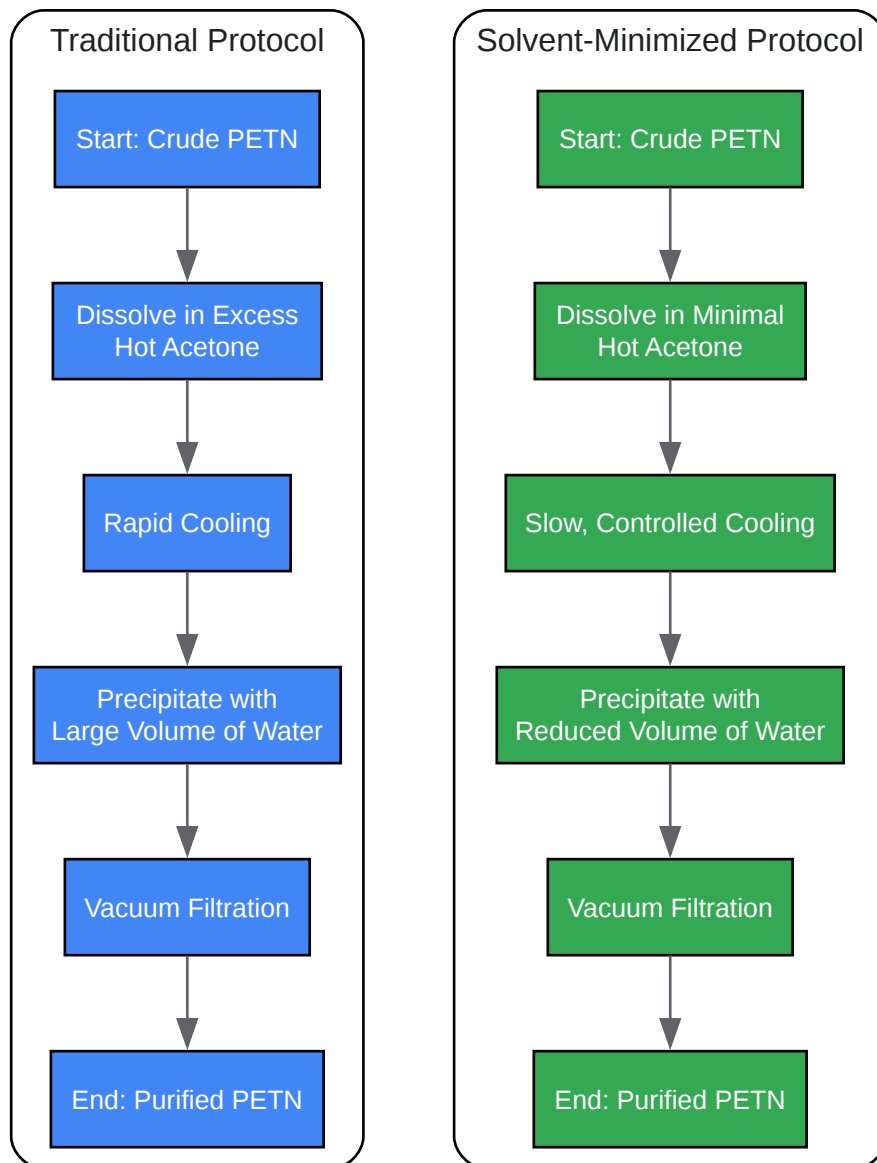 Traditional Protocol
Start: Crude PETN
Dissolve in Excess
Hot Acetone
Rapid Cooling
Precipitate with
Large Volume of Water
Vacuum Filtration
End: Purified PETN
Solvent-Minimized Protocol
Start: Crude PETN
Dissolve in Minimal
Hot Acetone
Slow, Controlled Cooling
Precipitate with
Reduced Volume of Water
Vacuum Filtration
End: Purified PETN